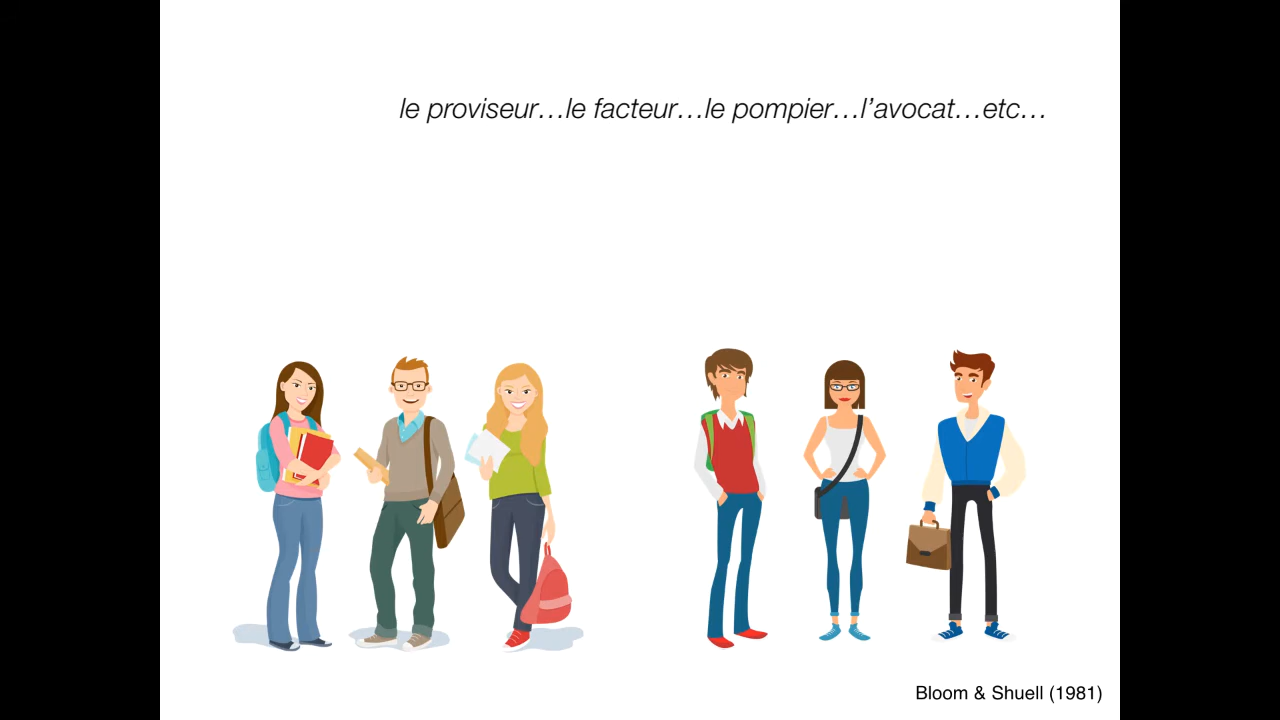 le proviseur…le facteur…le pompier…l’avocat…etc…
Bloom & Shuell (1981)